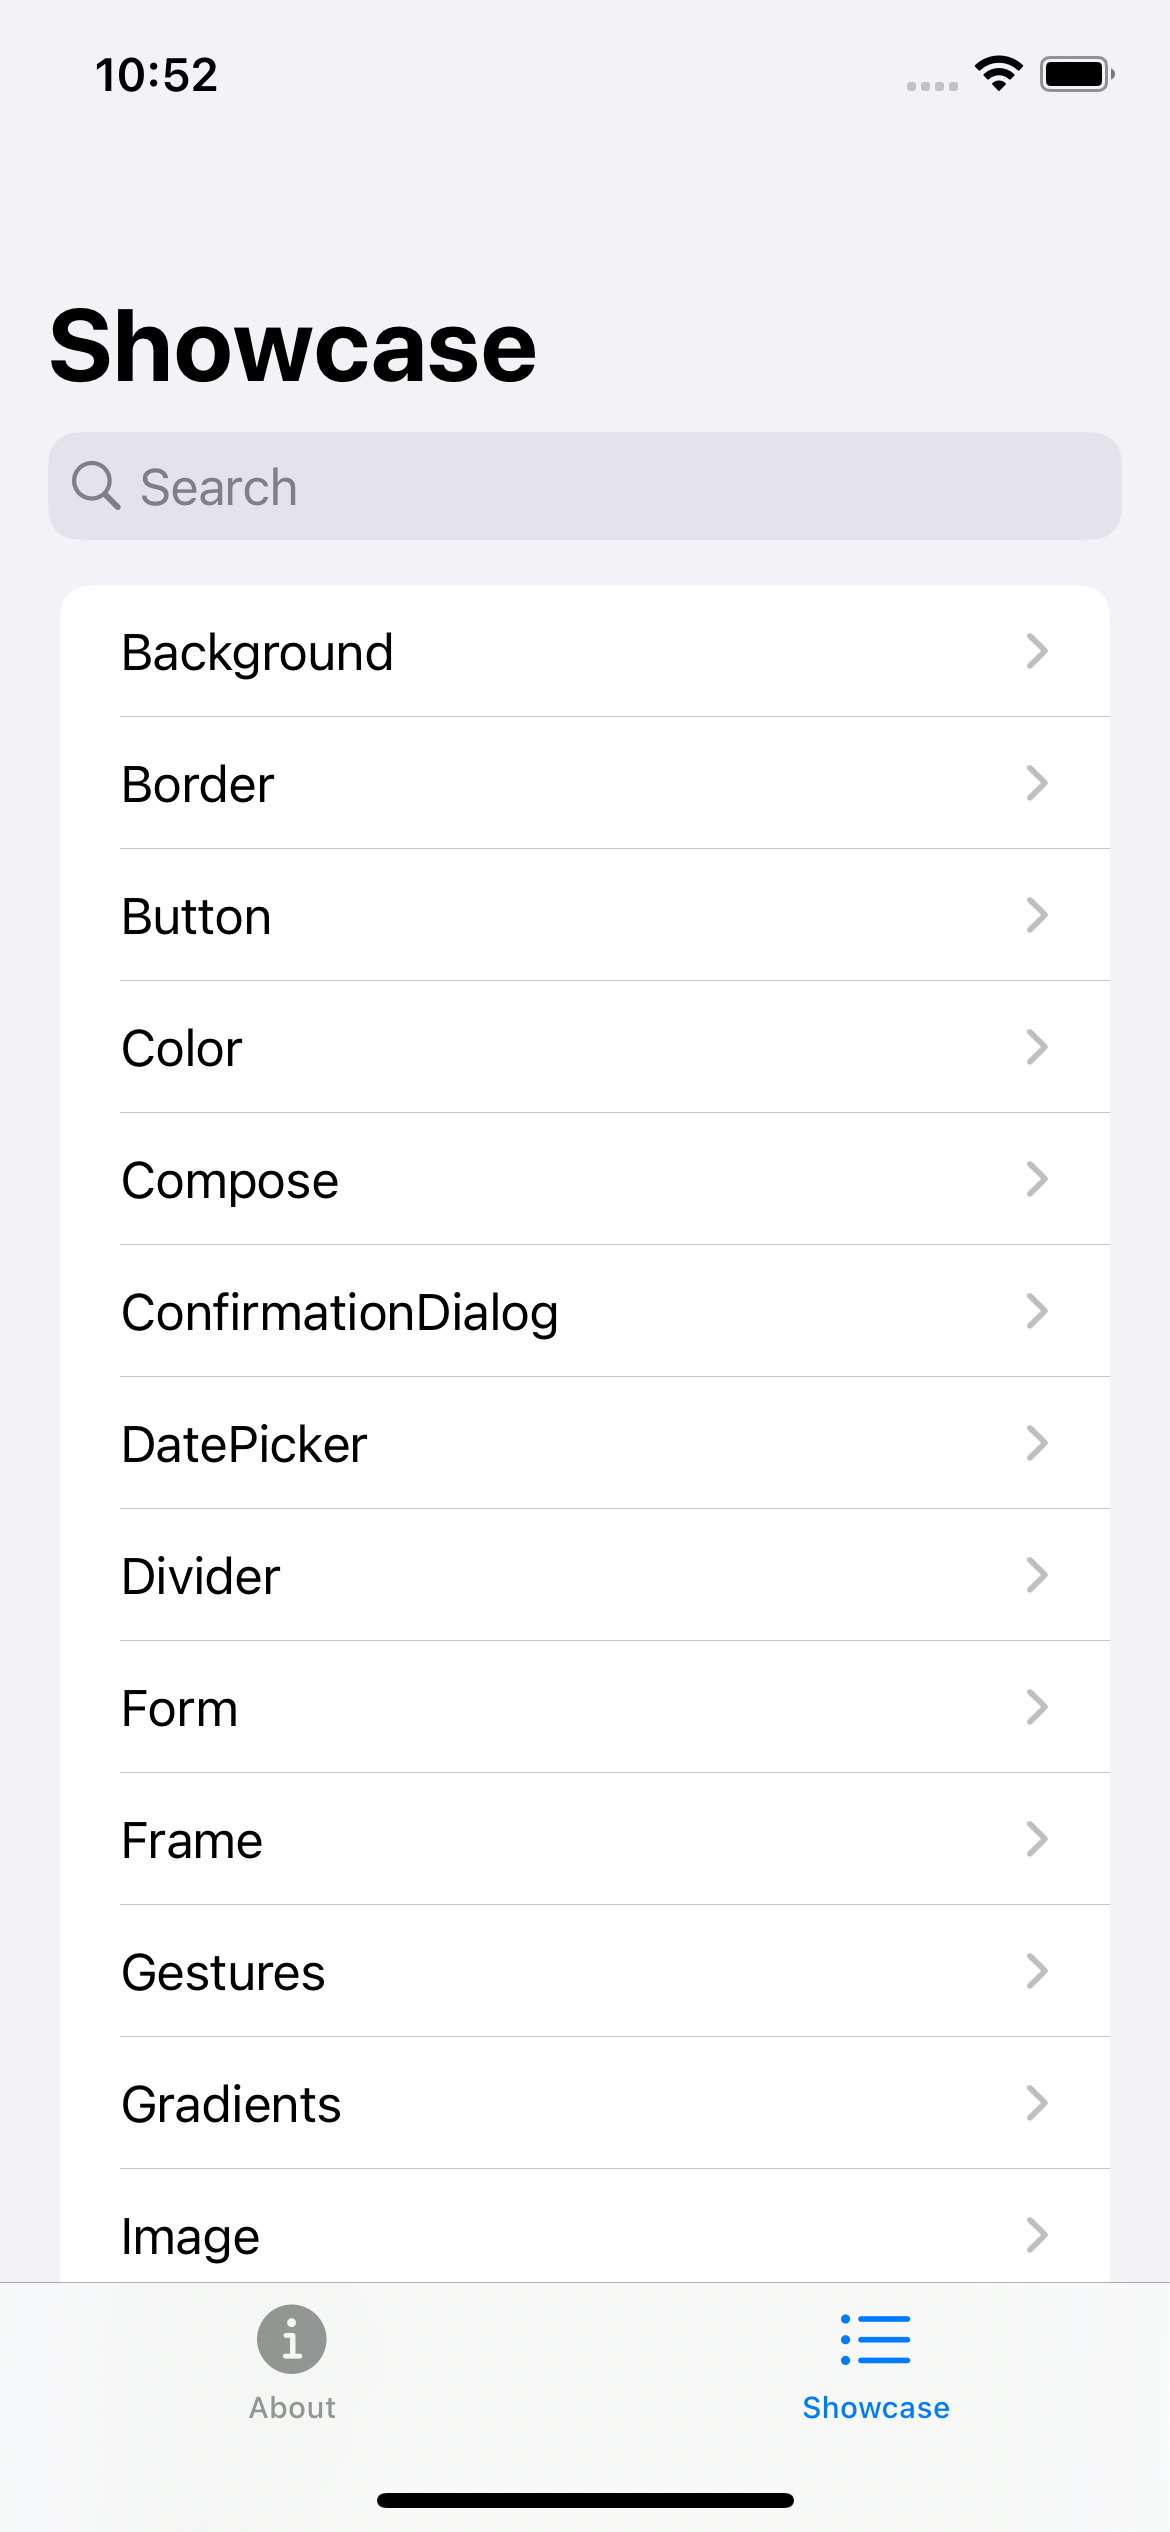 10:52
Showcase
Search
Background
Border
Button
Color
Compose
ConfirmationDialog
DatePicker
Divider
Form
Frame
Gestures
Gradients
Image
About
Showcase